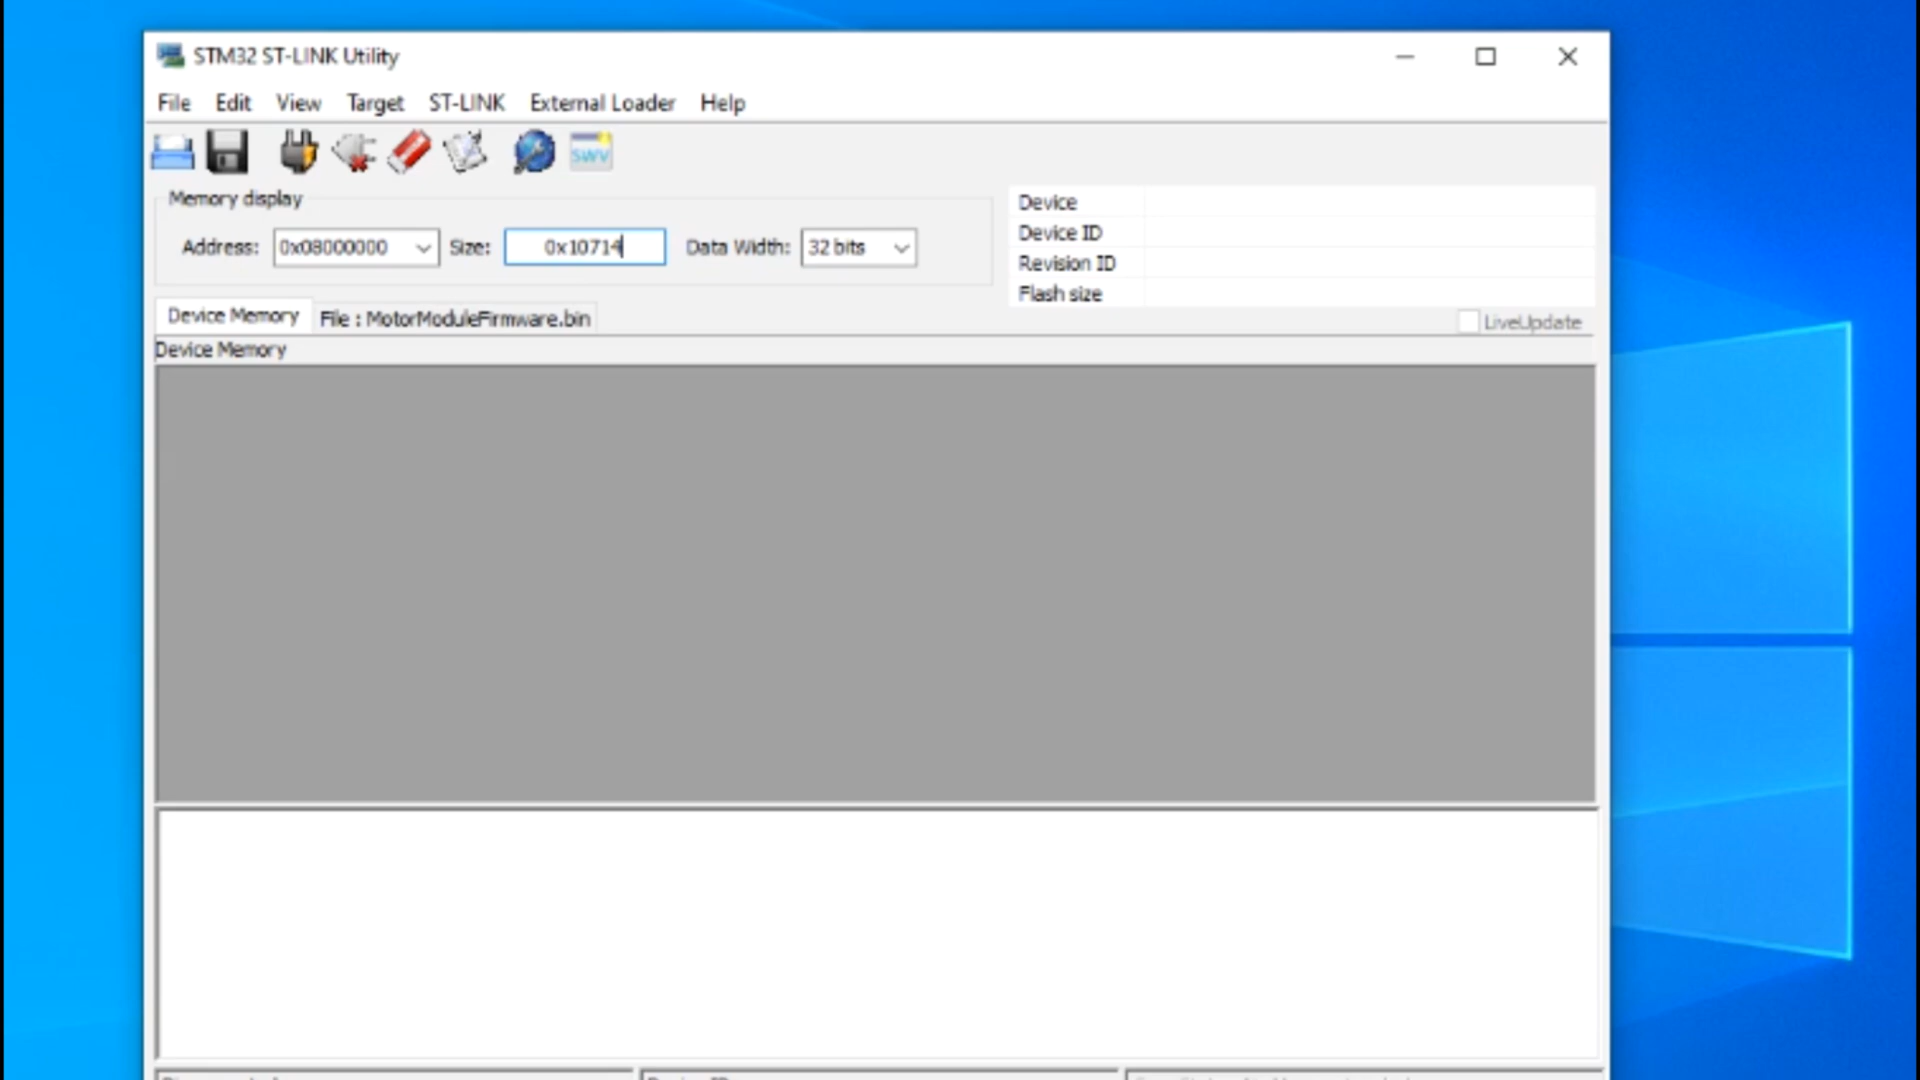 STM32 ST-LINK Utility
File Edit View Target ST-LINK External Loader Help
SWV
Memory display
Address: 0x08000000 Size: 0x10714 Data Width: 32 bits
Device
Device ID
Revision ID
Flash size
Device Memory File : MotorModuleFirmware.bin
LiveUpdate
Device Memory